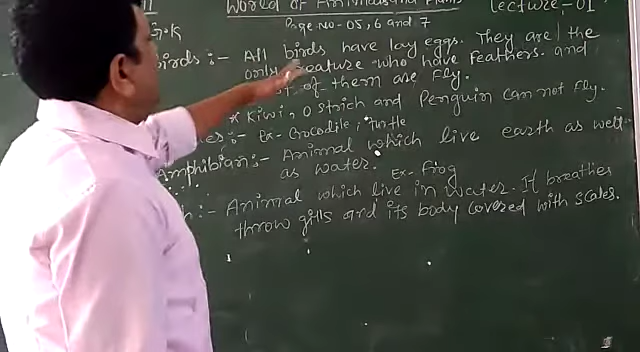 World of Animals and Plants Lecture-01
Page No-05, 6 and 7
G.K
Birds :- All birds have lay eggs. They are the
only creature who have feathers. and
of them are fly.
* Kiwi, Ostrich and Penguin can not fly.
:- Ex- Crocodile, Turtle
Amphibian:- Animal which live earth as well
as water. Ex- frog
:- Animal which live in water. It breathes
throw gills and its body covered with scales.